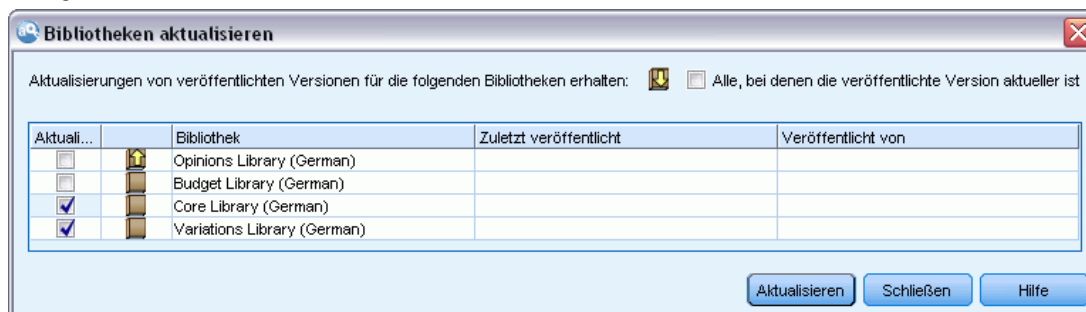 Bibliotheken aktualisieren
Aktualisierungen von veröffentlichten Versionen für die folgenden Bibliotheken erhalten: Alle, bei denen die veröffentlichte Version aktueller ist
Aktuali... Bibliothek Zuletzt veröffentlicht Veröffentlicht von
Opinions Library (German)
Budget Library (German)
Core Library (German)
Variations Library (German)
Aktualisieren Schließen Hilfe